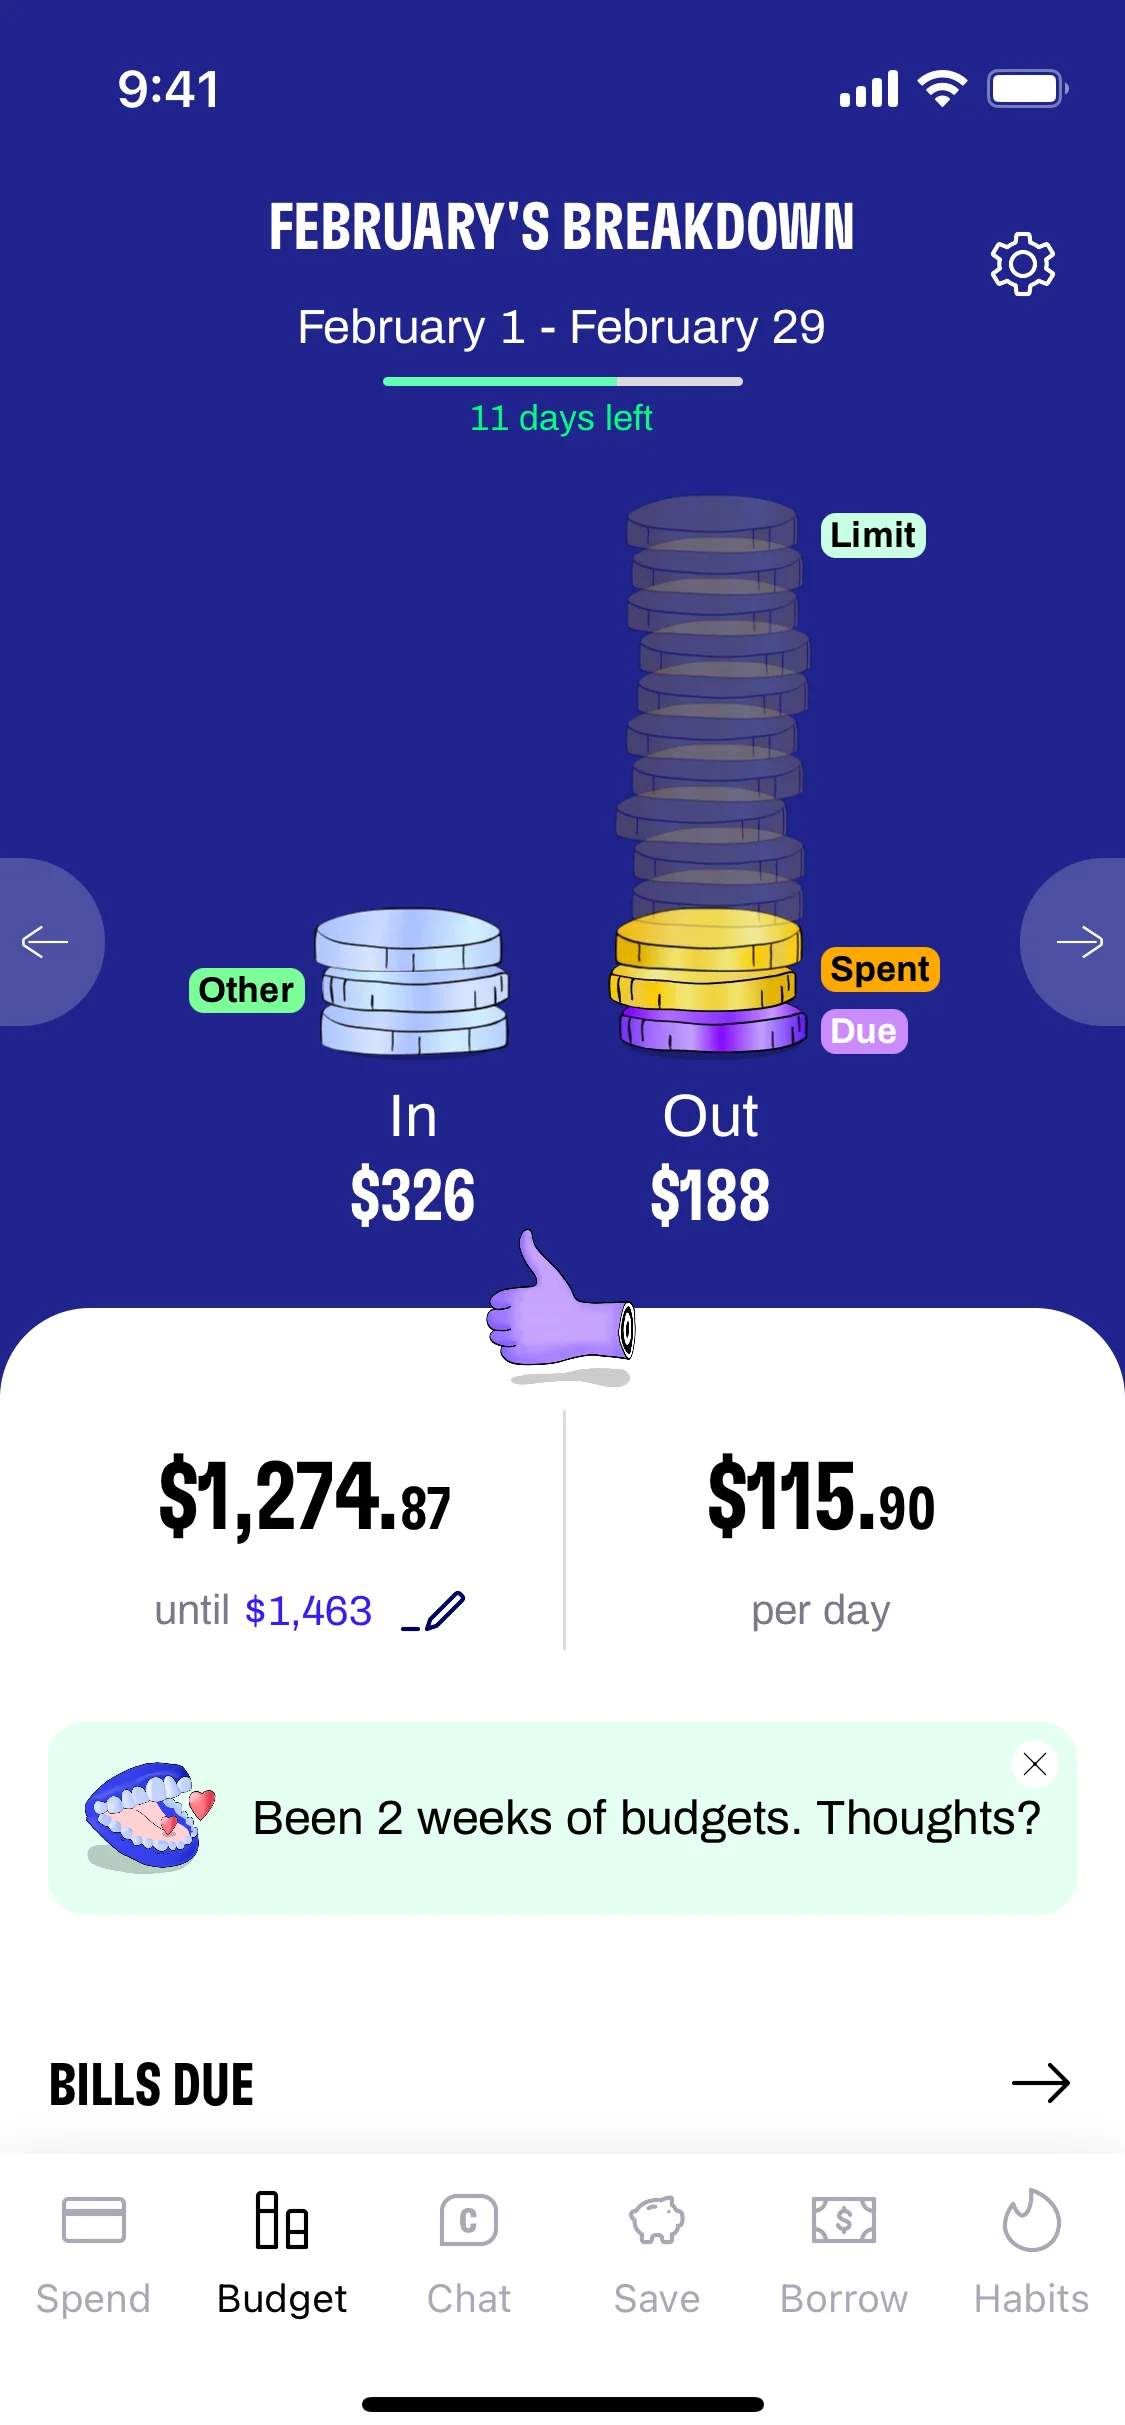 9:41
FEBRUARY'S BREAKDOWN
February 1 - February 29
11 days left
Limit
Other
Spent
Due
In
Out
$326
$188
$1,274.87
$115.90
until $1,463
per day
Been 2 weeks of budgets. Thoughts?
BILLS DUE
C
$
Spend
Budget
Chat
Save
Borrow
Habits